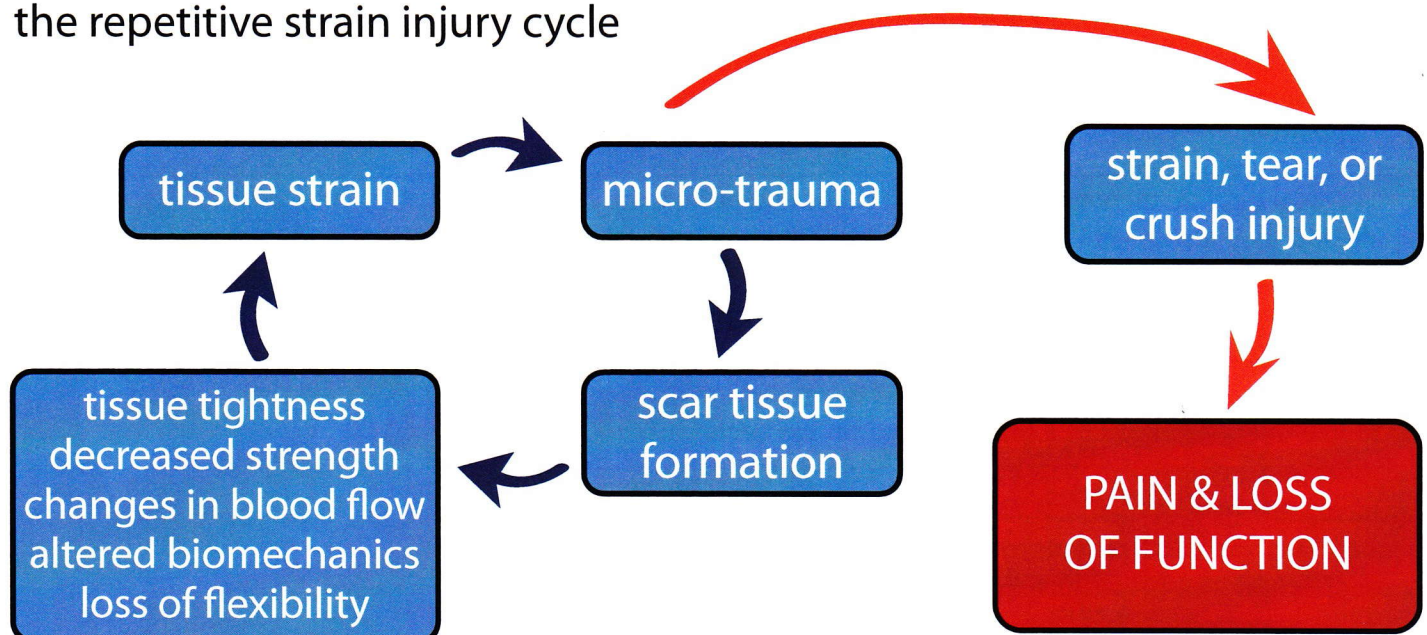 the repetitive strain injury cycle
tissue strain
micro-trauma
strain, tear, or
crush injury
tissue tightness
decreased strength
changes in blood flow
altered biomechanics
loss of flexibility
scar tissue
formation
PAIN & LOSS
OF FUNCTION